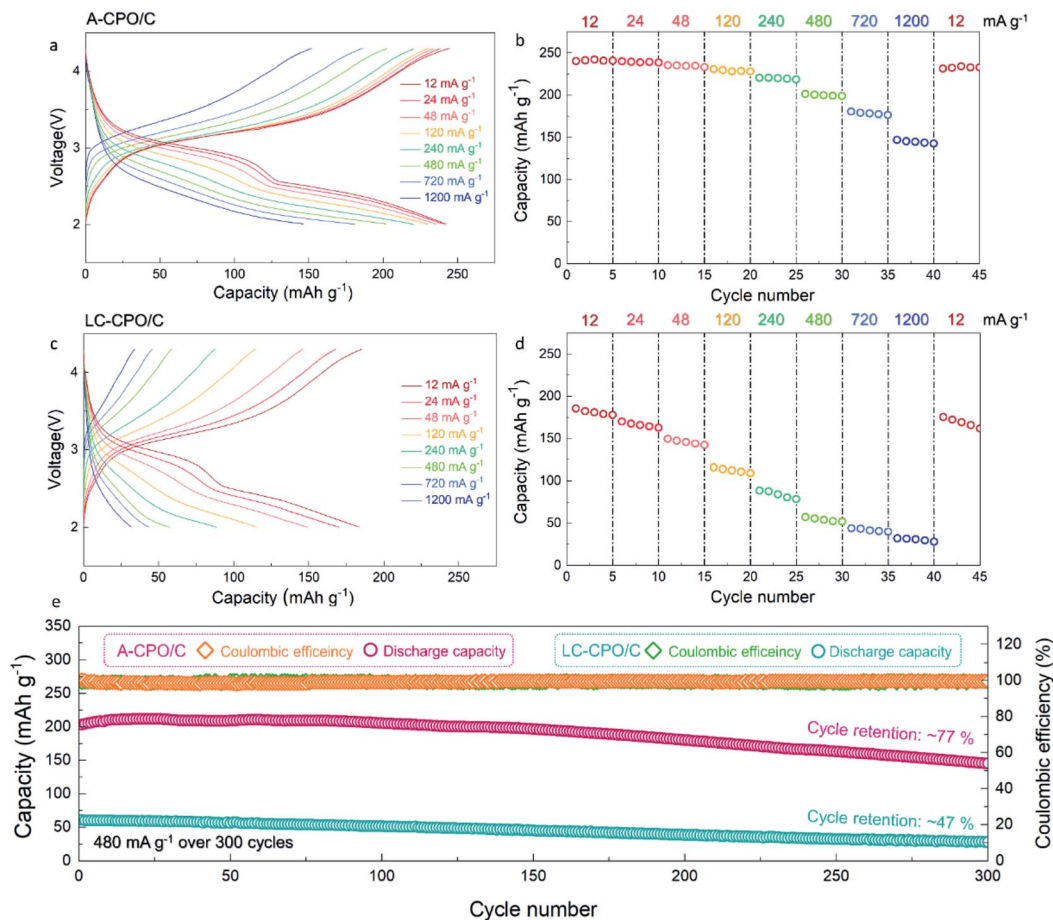 A-CPO/C
a
Voltage(V)
4
3
2
0 50 100 150 200 250
Capacity (mAh g-1)
12 mA g-1
24 mA g-1
48 mA g-1
120 mA g-1
240 mA g-1
480 mA g-1
720 mA g-1
1200 mA g-1
12 24 48 120 240 480 720 1200 12 mA g-1
b
Capacity (mAh g-1)
250
200
150
100
50
0
0 5 10 15 20 25 30 35 40 45
Cycle number
LC-CPO/C
c
Voltage(V)
4
3
2
0 50 100 150 200 250
Capacity (mAh g-1)
12 mA g-1
24 mA g-1
48 mA g-1
120 mA g-1
240 mA g-1
480 mA g-1
720 mA g-1
1200 mA g-1
12 24 48 120 240 480 720 1200 12 mA g-1
d
Capacity (mAh g-1)
250
200
150
100
50
0
0 5 10 15 20 25 30 35 40 45
Cycle number
e
Capacity (mAh g-1)
350
300
250
200
150
100
50
0
A-CPO/C Coulombic effceincy Discharge capacity
LC-CPO/C Coulombic effceincy Discharge capacity
Cycle retention: ~77 %
Cycle retention: ~47 %
480 mA g-1 over 300 cycles
120
100
80
60
40
20
0
Coulombic efficiency (%)
0 50 100 150 200 250 300
Cycle number